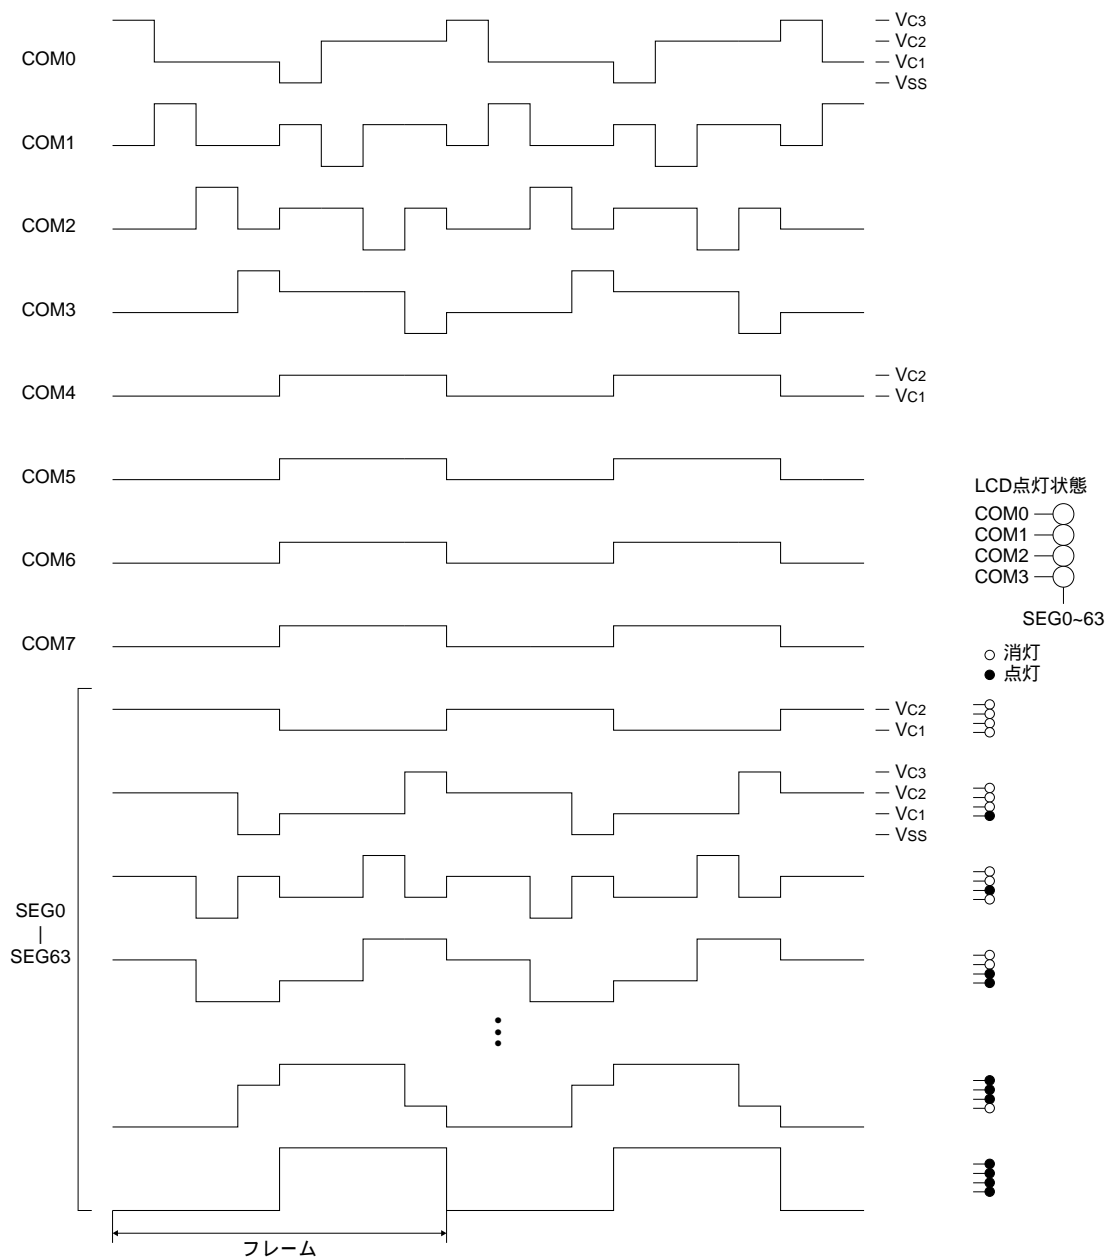 VC3
VC2
COM0
VC1
VSS
COM1
COM2
COM3
VC2
COM4
VC1
COM5
LCD点灯状態
COM0
COM1
COM2
COM6
COM3
SEG0~63
COM7
消灯
点灯
VC2
VC1
VC3
VC2
VC1
VSS
SEG0
|
SEG63
フレーム